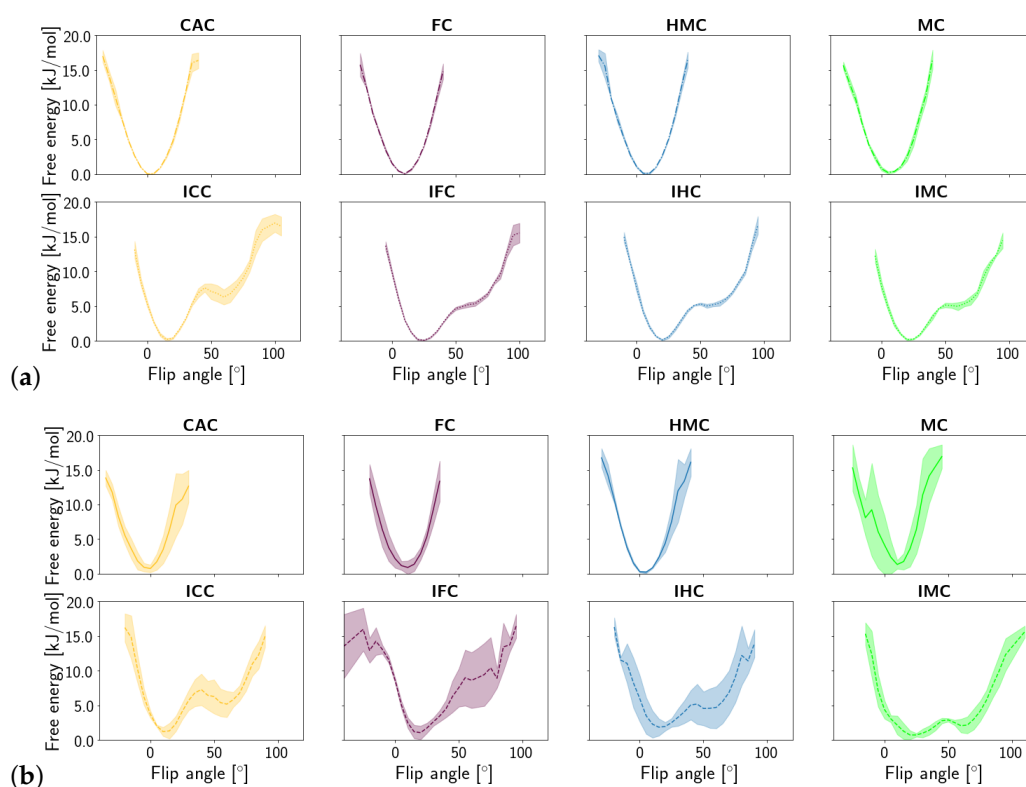 CAC FC HMC MC
Free energy [kJ/mol]
20.0
15.0
10.0
5.0
0.0
ICC IFC IHC IMC
Free energy [kJ/mol]
20.0
15.0
10.0
5.0
0.0
0 50 100 0 50 100 0 50 100 0 50 100
(a) Flip angle [°] Flip angle [°] Flip angle [°] Flip angle [°]
CAC FC HMC MC
Free energy [kJ/mol]
20.0
15.0
10.0
5.0
0.0
ICC IFC IHC IMC
Free energy [kJ/mol]
20.0
15.0
10.0
5.0
0.0
0 50 100 0 50 100 0 50 100 0 50 100
(b) Flip angle [°] Flip angle [°] Flip angle [°] Flip angle [°]